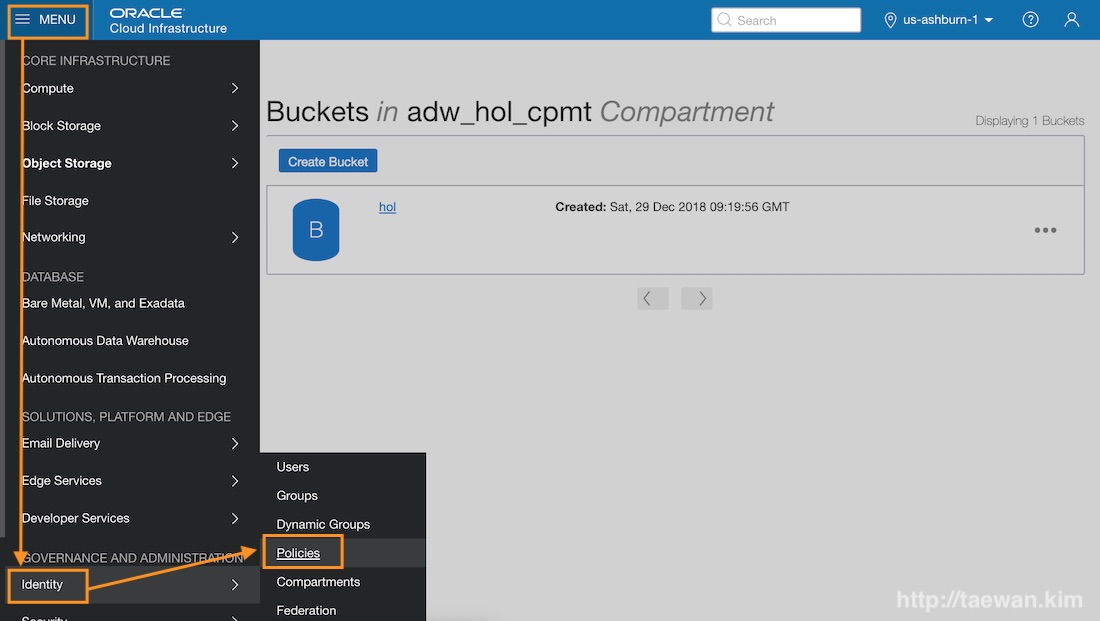 MENU
ORACLE
Cloud Infrastructure
Search
us-ashburn-1
CORE INFRASTRUCTURE
Compute
Block Storage
Object Storage
File Storage
Networking
DATABASE
Bare Metal, VM, and Exadata
Autonomous Data Warehouse
Autonomous Transaction Processing
SOLUTIONS, PLATFORM AND EDGE
Email Delivery
Edge Services
Developer Services
GOVERNANCE AND ADMINISTRATION
Identity
Security
Users
Groups
Dynamic Groups
Policies
Compartments
Federation
Buckets in adw_hol_cpmt Compartment
Displaying 1 Buckets
Create Bucket
B
hol
Created: Sat, 29 Dec 2018 09:19:56 GMT
http://taewan.kim